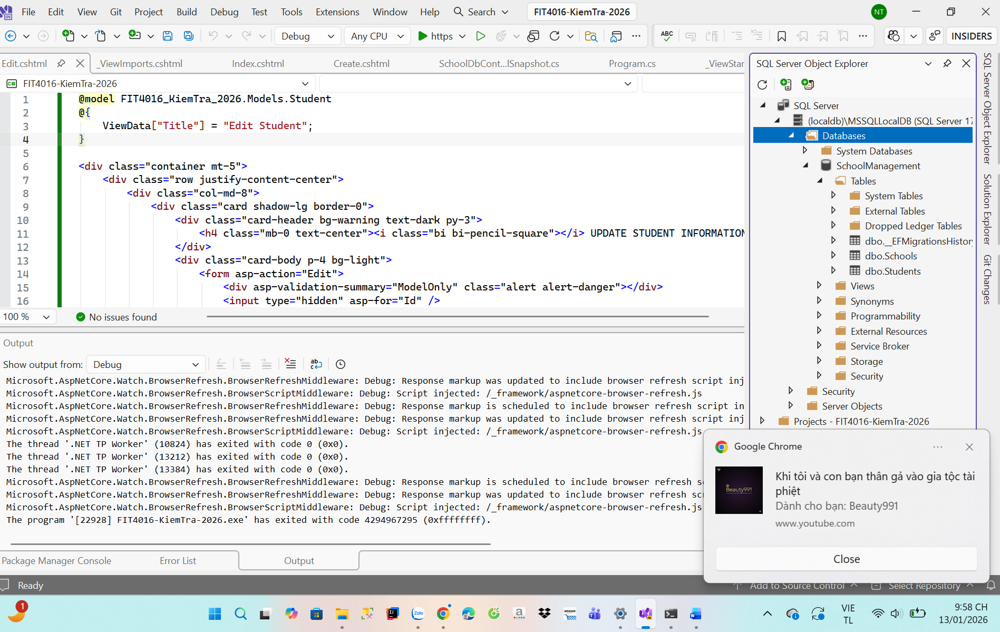 File Edit View Git Project Build Debug Test Tools Extensions Window Help Search FIT4016-KiemTra-2026 NT
Debug Any CPU https ABC INSIDERS
Edit.cshtml _ViewImports.cshtml Index.cshtml Create.cshtml SchoolDbCont...lSnapshot.cs Program.cs _ViewStar
FIT4016-KiemTra-2026
1 @model FIT4016_KiemTra_2026.Models.Student
2 @{
3 ViewData["Title"] = "Edit Student";
4 }
5
6 <div class="container mt-5">
7 <div class="row justify-content-center">
8 <div class="col-md-8">
9 <div class="card shadow-lg border-0">
10 <div class="card-header bg-warning text-dark py-3">
11 <h4 class="mb-0 text-center"><i class="bi bi-pencil-square"></i> UPDATE STUDENT INFORMATION
12 </div>
13 <div class="card-body p-4 bg-light">
14 <form asp-action="Edit">
15 <div asp-validation-summary="ModelOnly" class="alert alert-danger"></div>
16 <input type="hidden" asp-for="Id" />
100 % No issues found
Output
Show output from: Debug
Microsoft.AspNetCore.Watch.BrowserRefresh.BrowserRefreshMiddleware: Debug: Response markup was updated to include browser refresh script inj
Microsoft.AspNetCore.Watch.BrowserRefresh.BrowserScriptMiddleware: Debug: Script injected: /_framework/aspnetcore-browser-refresh.js
Microsoft.AspNetCore.Watch.BrowserRefresh.BrowserRefreshMiddleware: Debug: Response markup is scheduled to include browser refresh script in
Microsoft.AspNetCore.Watch.BrowserRefresh.BrowserRefreshMiddleware: Debug: Response markup was updated to include browser refresh script inj
Microsoft.AspNetCore.Watch.BrowserRefresh.BrowserScriptMiddleware: Debug: Script injected: /_framework/aspnetcore-browser-refresh.js
The thread '.NET TP Worker' (10824) has exited with code 0 (0x0).
The thread '.NET TP Worker' (13212) has exited with code 0 (0x0).
The thread '.NET TP Worker' (13384) has exited with code 0 (0x0).
Microsoft.AspNetCore.Watch.BrowserRefresh.BrowserRefreshMiddleware: Debug: Response markup is scheduled to include browser refresh s
Microsoft.AspNetCore.Watch.BrowserRefresh.BrowserRefreshMiddleware: Debug: Response markup was updated to include browser refresh sc
Microsoft.AspNetCore.Watch.BrowserRefresh.BrowserScriptMiddleware: Debug: Script injected: /_framework/aspnetcore-browser-refresh.js
The program '[22928] FIT4016-KiemTra-2026.exe' has exited with code 4294967295 (0xffffffff).
Package Manager Console Error List Output
SQL Server Object Explorer
SQL Server
(localdb)\MSSQLLocalDB (SQL Server 17
Databases
System Databases
SchoolManagement
Tables
System Tables
External Tables
Dropped Ledger Tables
dbo.__EFMigrationsHistory
dbo.Schools
dbo.Students
Views
Synonyms
Programmability
External Resources
Service Broker
Storage
Security
Security
Server Objects
Projects - FIT4016-KiemTra-2026
SQL Server Object Explorer
Solution Explorer
Git Changes
Google Chrome
Beauty991
Khi tôi và con bạn thân gả vào gia tộc tài
phiệt
Dành cho bạn: Beauty991
www.youtube.com
Close
Ready Add to Source Control Select Repository
1 Zalo amazon VIE 9:58 CH
TL 13/01/2026